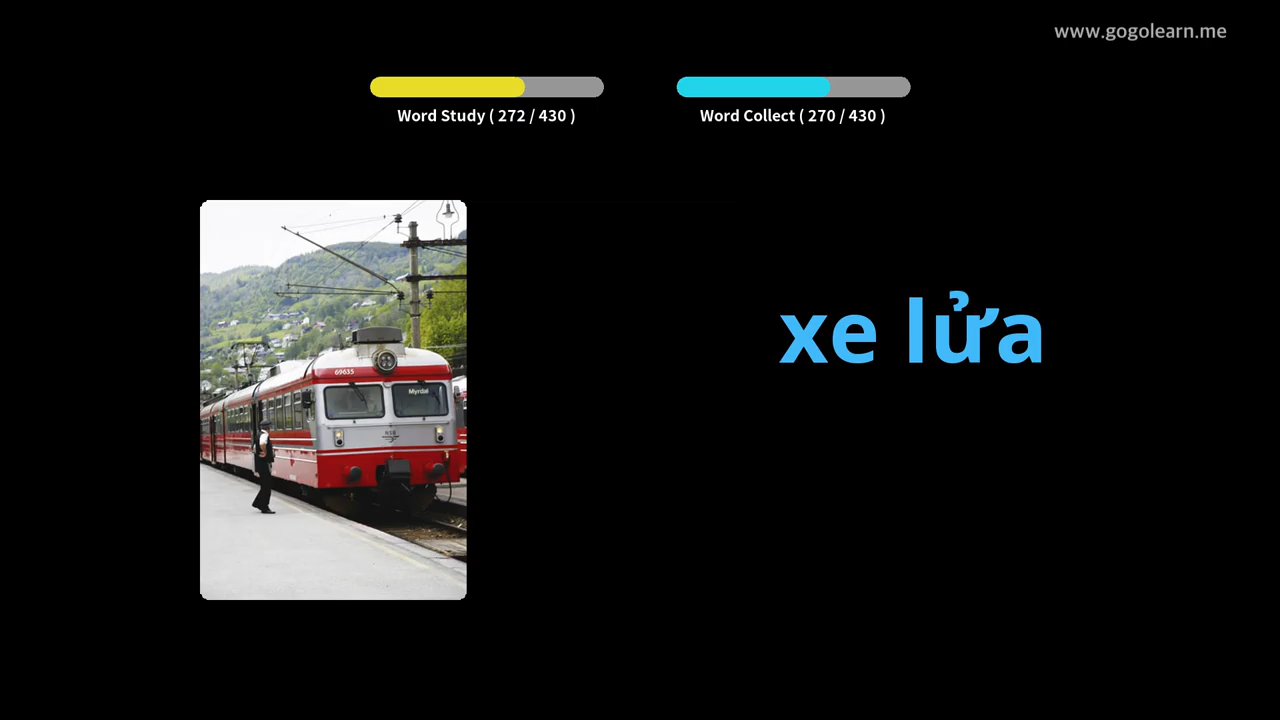 www.gogolearn.me
Word Study ( 272 / 430 )
Word Collect ( 270 / 430 )
xe lửa
69635
Myrdal
NSB